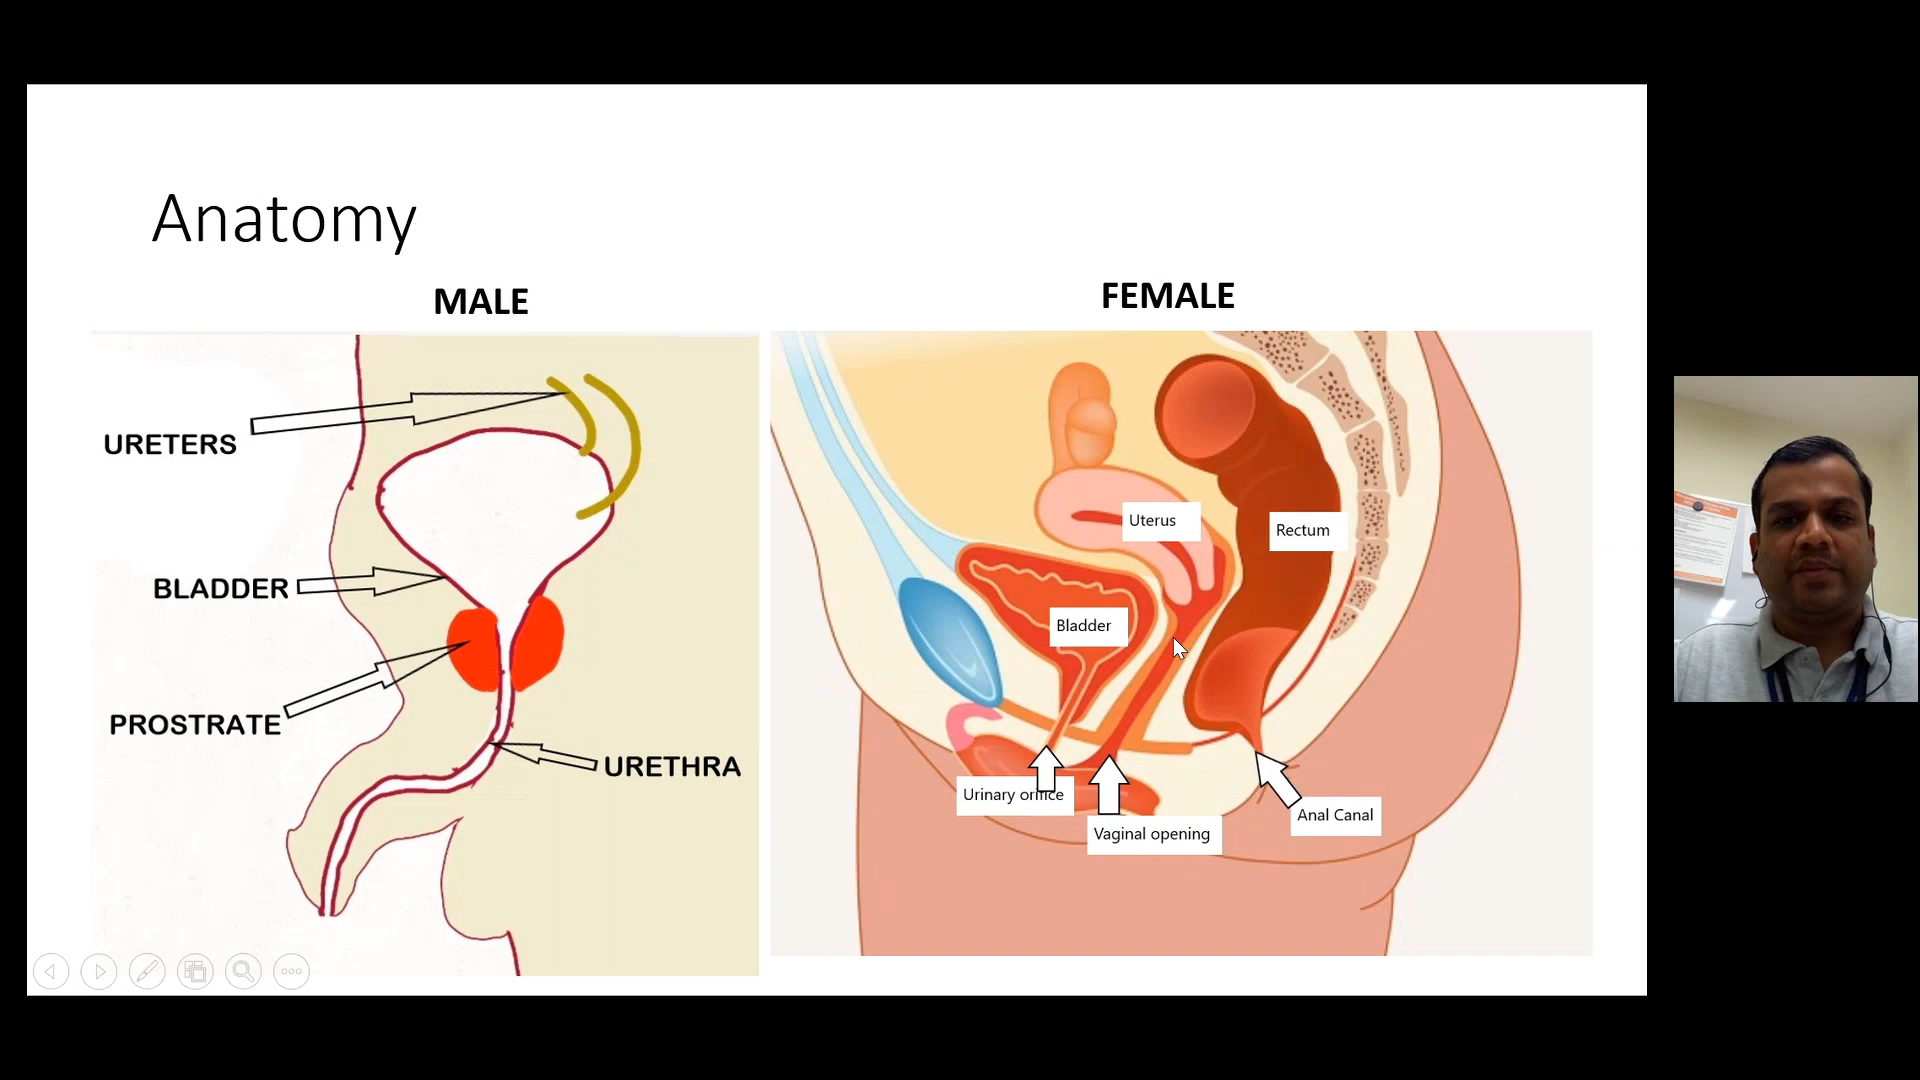 Anatomy
MALE
FEMALE
URETERS
BLADDER
PROSTRATE
URETHRA
Uterus
Rectum
Bladder
Urinary orifice
Vaginal opening
Anal Canal